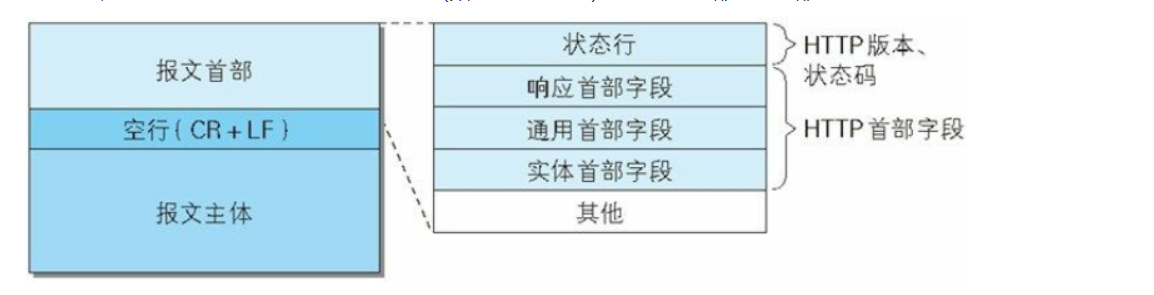 报文首部
空行(CR+LF)
报文主体
状态行
响应首部字段
通用首部字段
实体首部字段
其他
HTTP版本、
状态码
HTTP首部字段